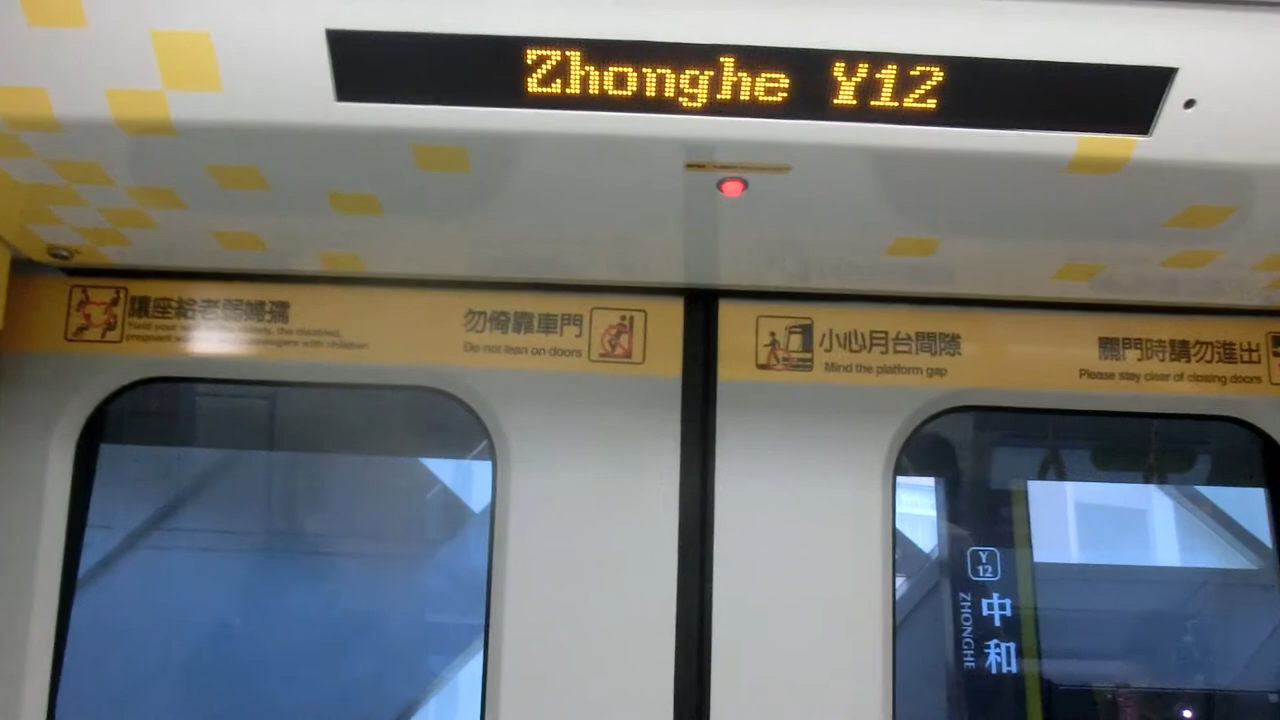 Zhonghe Y12
讓座給老弱婦孺
勿倚靠車門
Do not lean on doors
小心月台間隙
Mind the platform gap
關門時請勿進出
Please stay clear of closing doors
Y
12
中和
ZHONGHE